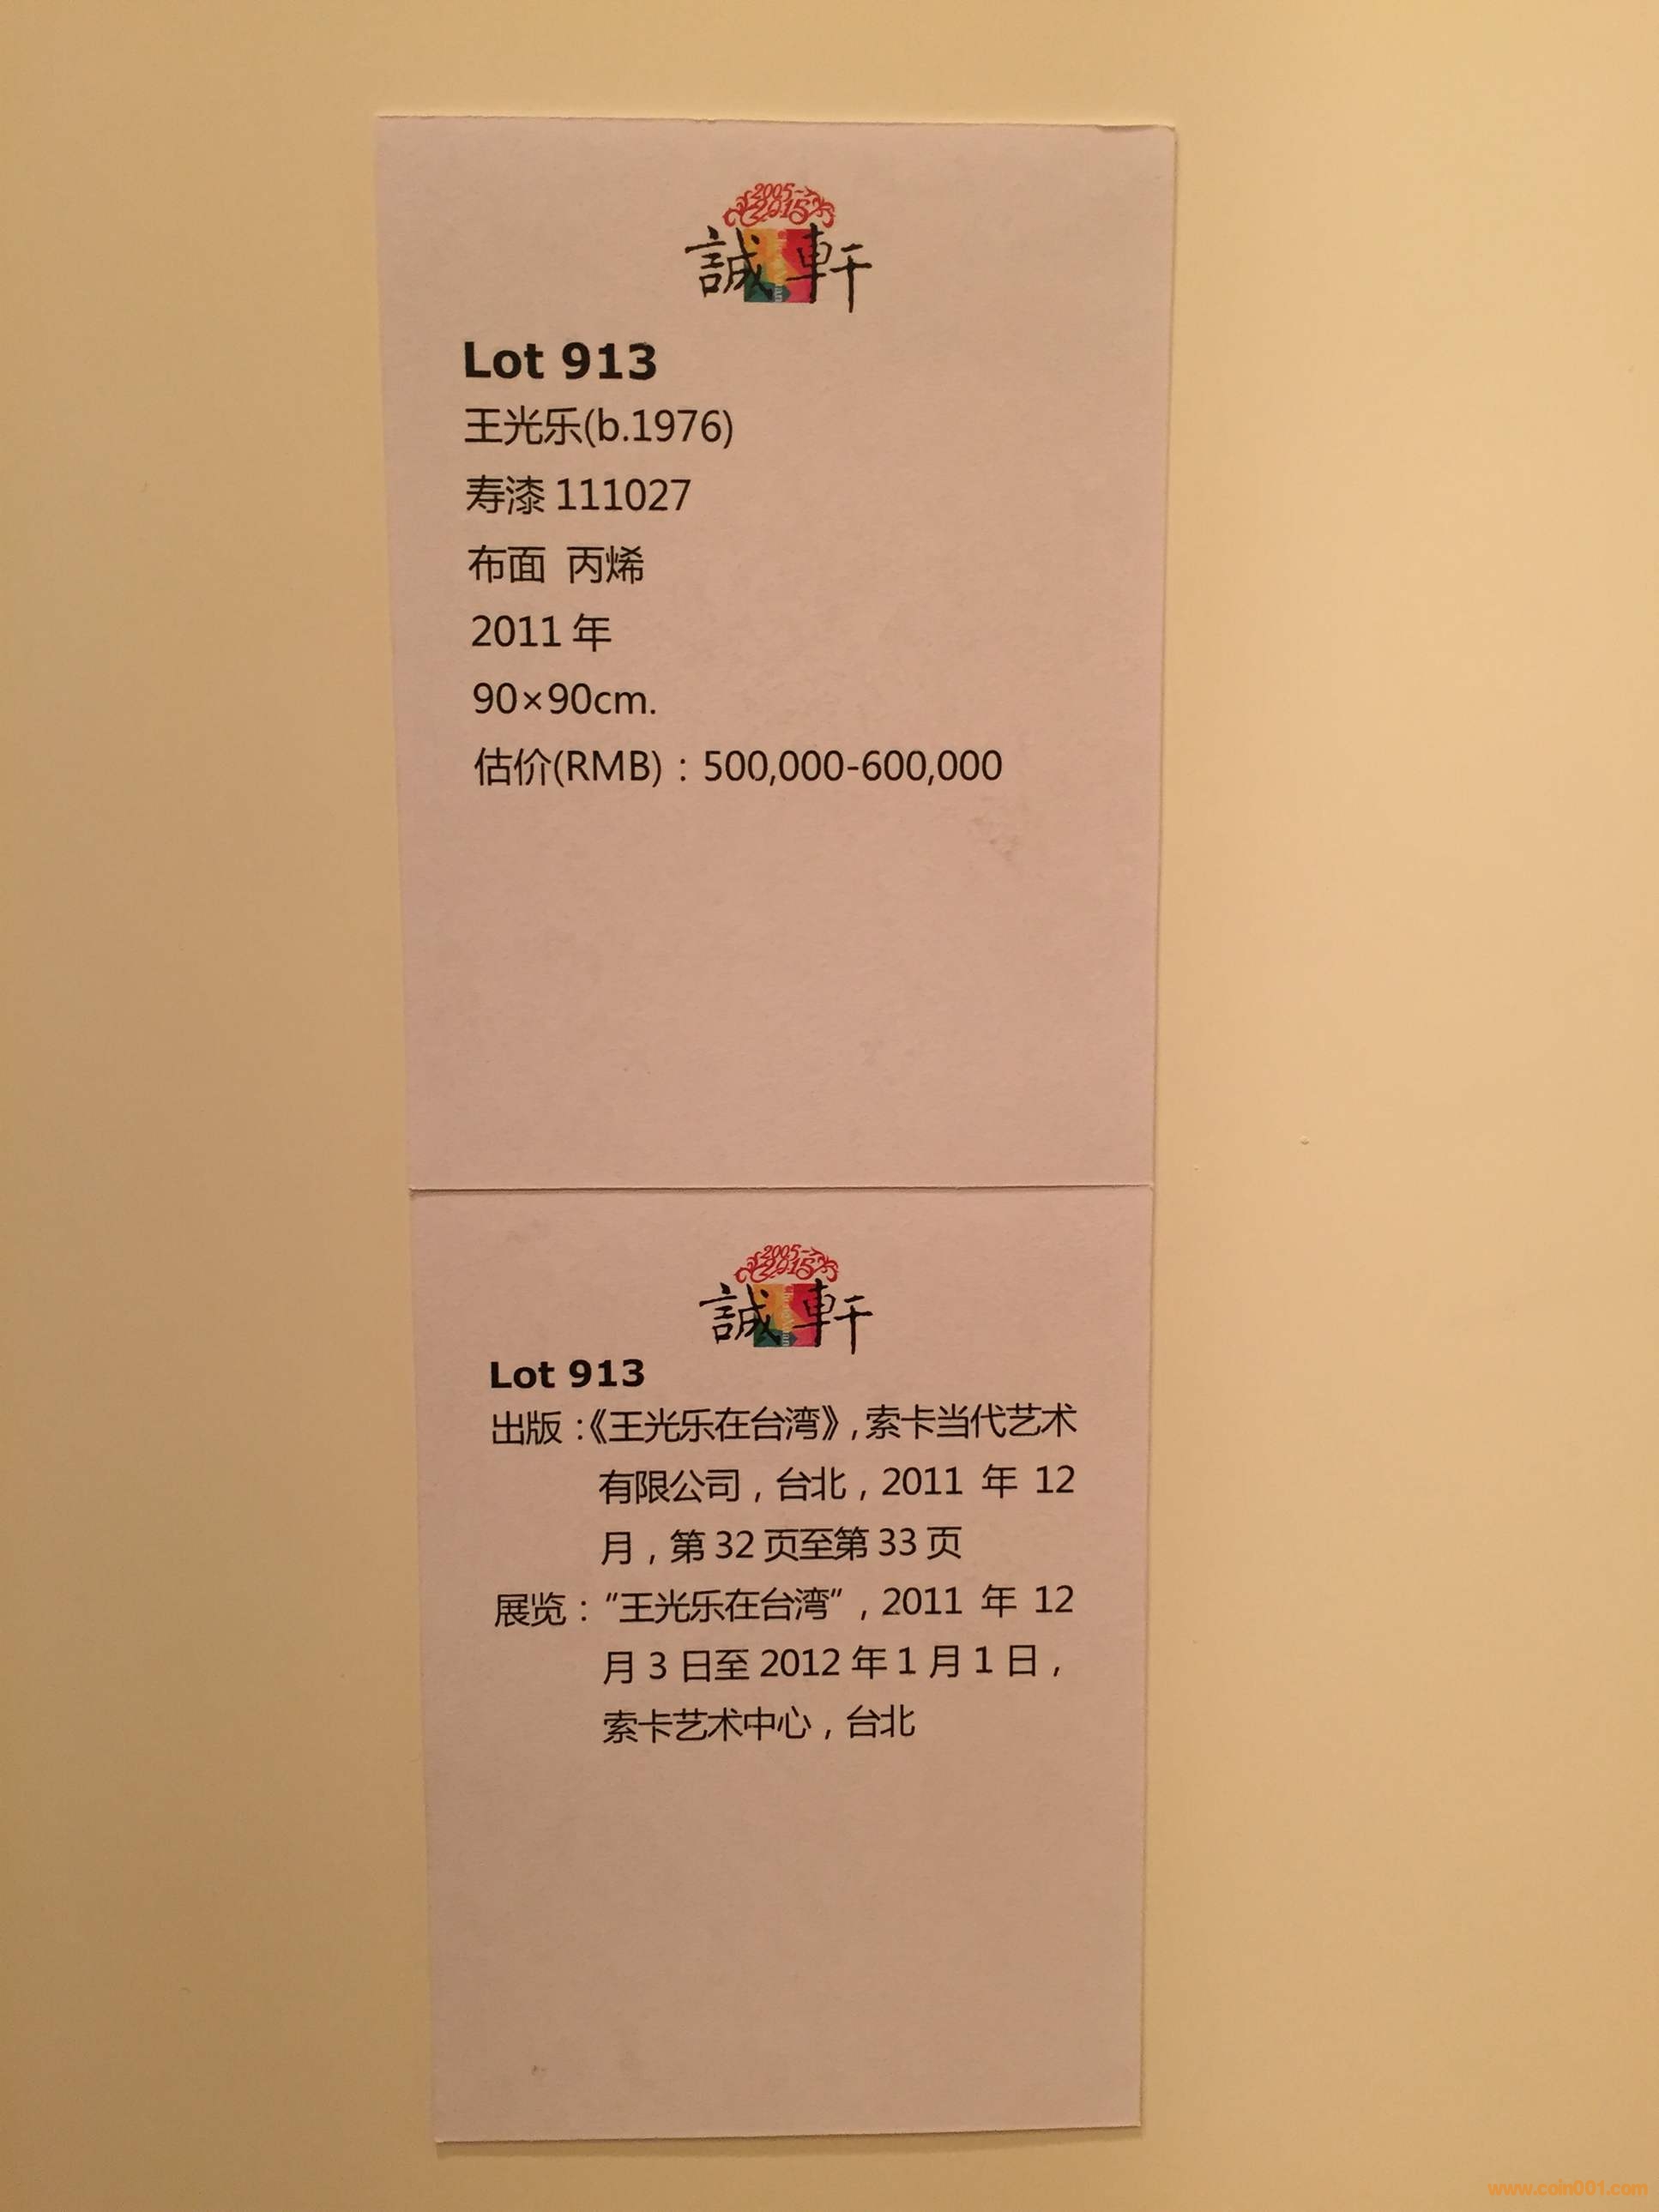 2005-
2015
誠軒
Lot 913
王光乐(b.1976)
寿漆 111027
布面 丙烯
2011 年
90×90cm.
估价(RMB)：500,000-600,000
2005-
2015
誠軒
Lot 913
出版：《王光乐在台湾》，索卡当代艺术
有限公司，台北，2011 年 12
月，第 32 页至第 33 页
展览：“王光乐在台湾”，2011 年 12
月 3 日至 2012 年 1 月 1 日，
索卡艺术中心，台北
www.coin001.com